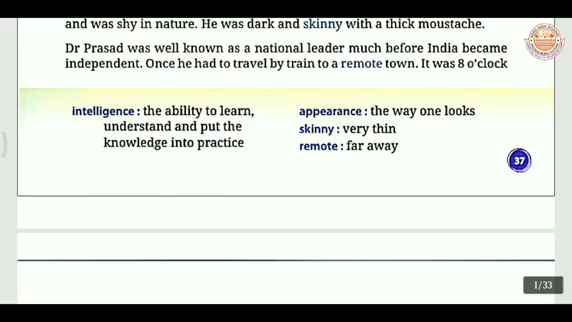 and was shy in nature. He was dark and skinny with a thick moustache.
Dr Prasad was well known as a national leader much before India became
independent. Once he had to travel by train to a remote town. It was 8 o'clock
intelligence : the ability to learn,
understand and put the
knowledge into practice
appearance : the way one looks
skinny : very thin
remote : far away
37
1/33